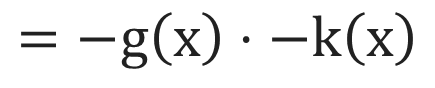 = −g(x) · −k(x)